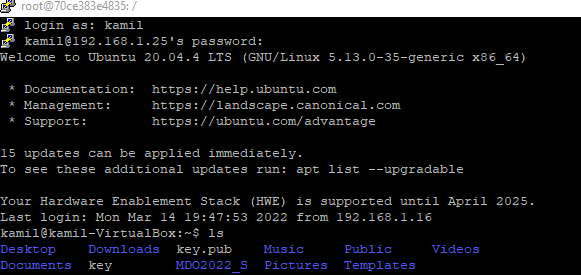 root@70ce383e4835: /
login as: kamil
kamil@192.168.1.25's password:
Welcome to Ubuntu 20.04.4 LTS (GNU/Linux 5.13.0-35-generic x86_64)
* Documentation:  https://help.ubuntu.com
* Management:     https://landscape.canonical.com
* Support:        https://ubuntu.com/advantage
15 updates can be applied immediately.
To see these additional updates run: apt list --upgradable
Your Hardware Enablement Stack (HWE) is supported until April 2025.
Last login: Mon Mar 14 19:47:53 2022 from 192.168.1.16
kamil@kamil-VirtualBox:~$ ls
Desktop    Downloads  key.pub    Music     Public     Videos
Documents  key        MDO2022_S  Pictures  Templates